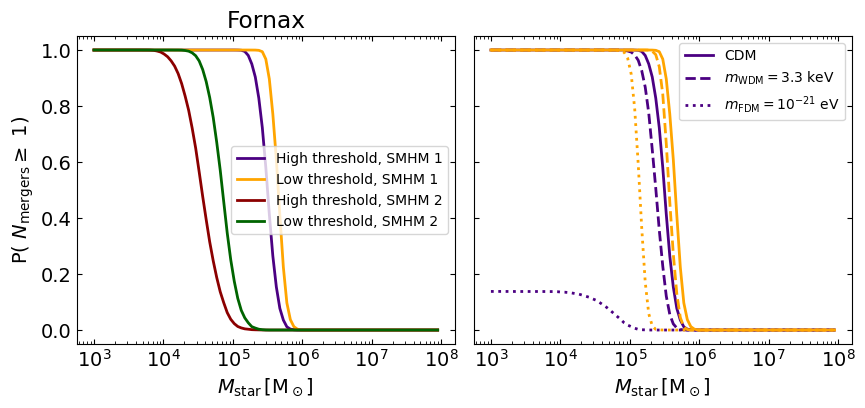 Fornax
P( N_mergers ≥ 1)
1.0
0.8
0.6
0.4
0.2
0.0
High threshold, SMHM 1
Low threshold, SMHM 1
High threshold, SMHM 2
Low threshold, SMHM 2
10^3 10^4 10^5 10^6 10^7 10^8
M_star [M_⊙]
CDM
m_WDM = 3.3 keV
m_FDM = 10^−21 eV
10^3 10^4 10^5 10^6 10^7 10^8
M_star [M_⊙]